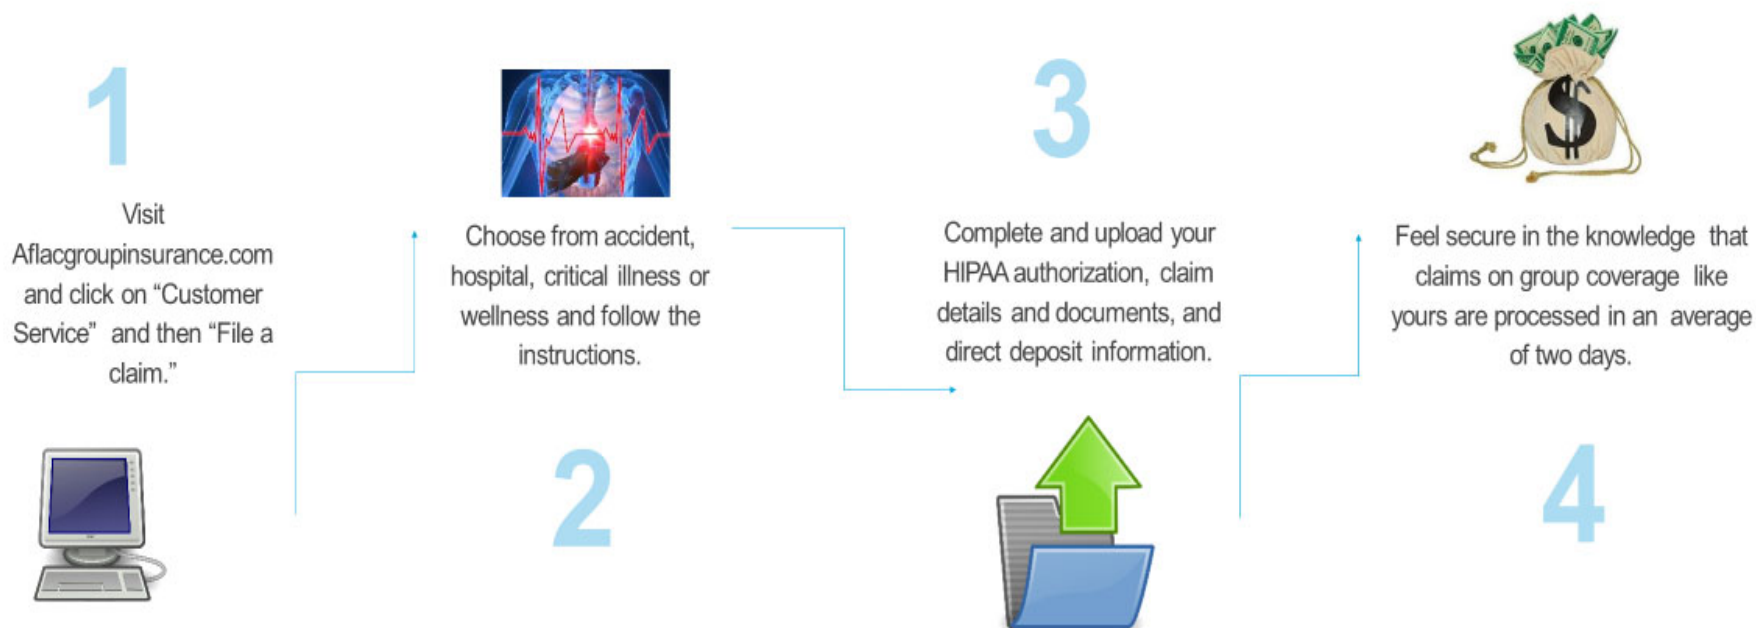 1
Visit
Aflacgroupinsurance.com
and click on “Customer
Service” and then “File a
claim.”
Choose from accident,
hospital, critical illness or
wellness and follow the
instructions.
2
3
Complete and upload your
HIPAA authorization, claim
details and documents, and
direct deposit information.
$
Feel secure in the knowledge that
claims on group coverage like
yours are processed in an average
of two days.
4